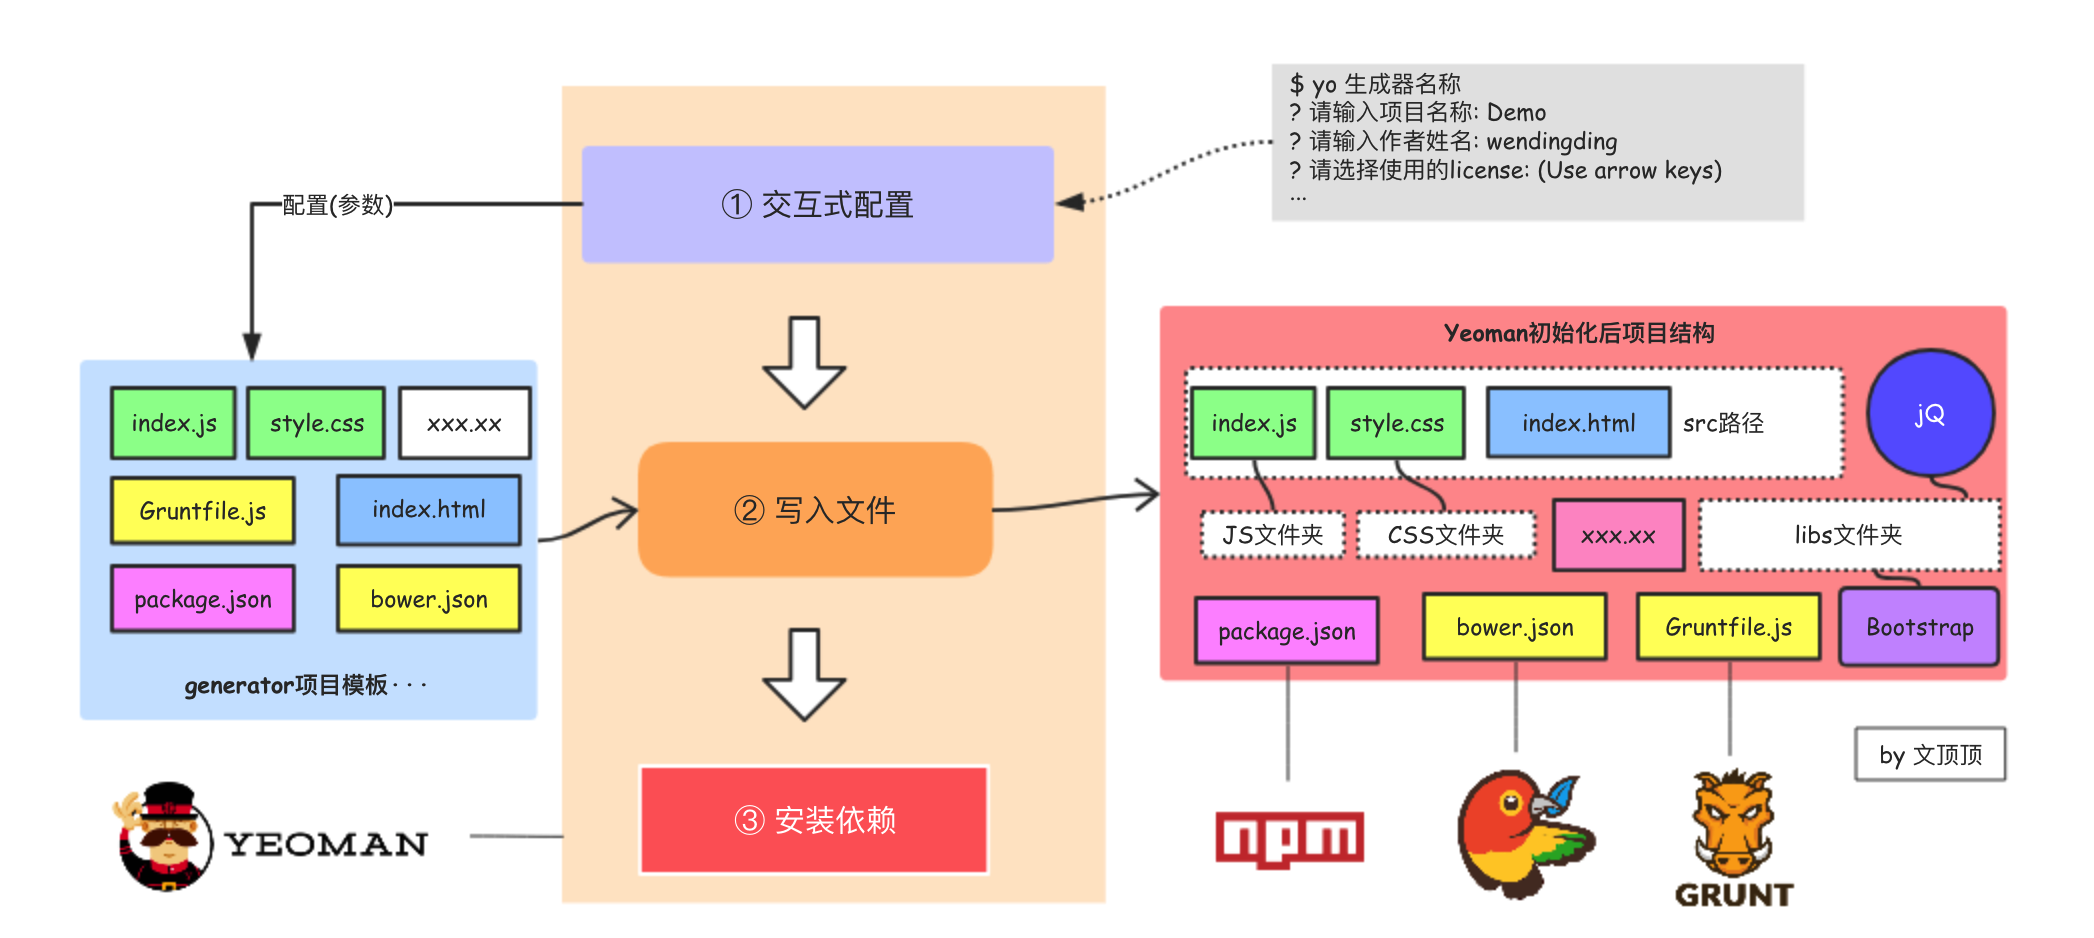 $ yo 生成器名称
? 请输入项目名称: Demo
? 请输入作者姓名: wendingding
? 请选择使用的license: (Use arrow keys)
...
① 交互式配置
配置(参数)
index.js
style.css
xxx.xx
Gruntfile.js
index.html
package.json
bower.json
generator项目模板···
② 写入文件
③ 安装依赖
YEOMAN
Yeoman初始化后项目结构
index.js
style.css
index.html
src路径
jQ
JS文件夹
CSS文件夹
xxx.xx
libs文件夹
package.json
bower.json
Gruntfile.js
Bootstrap
by 文顶顶
npm
GRUNT